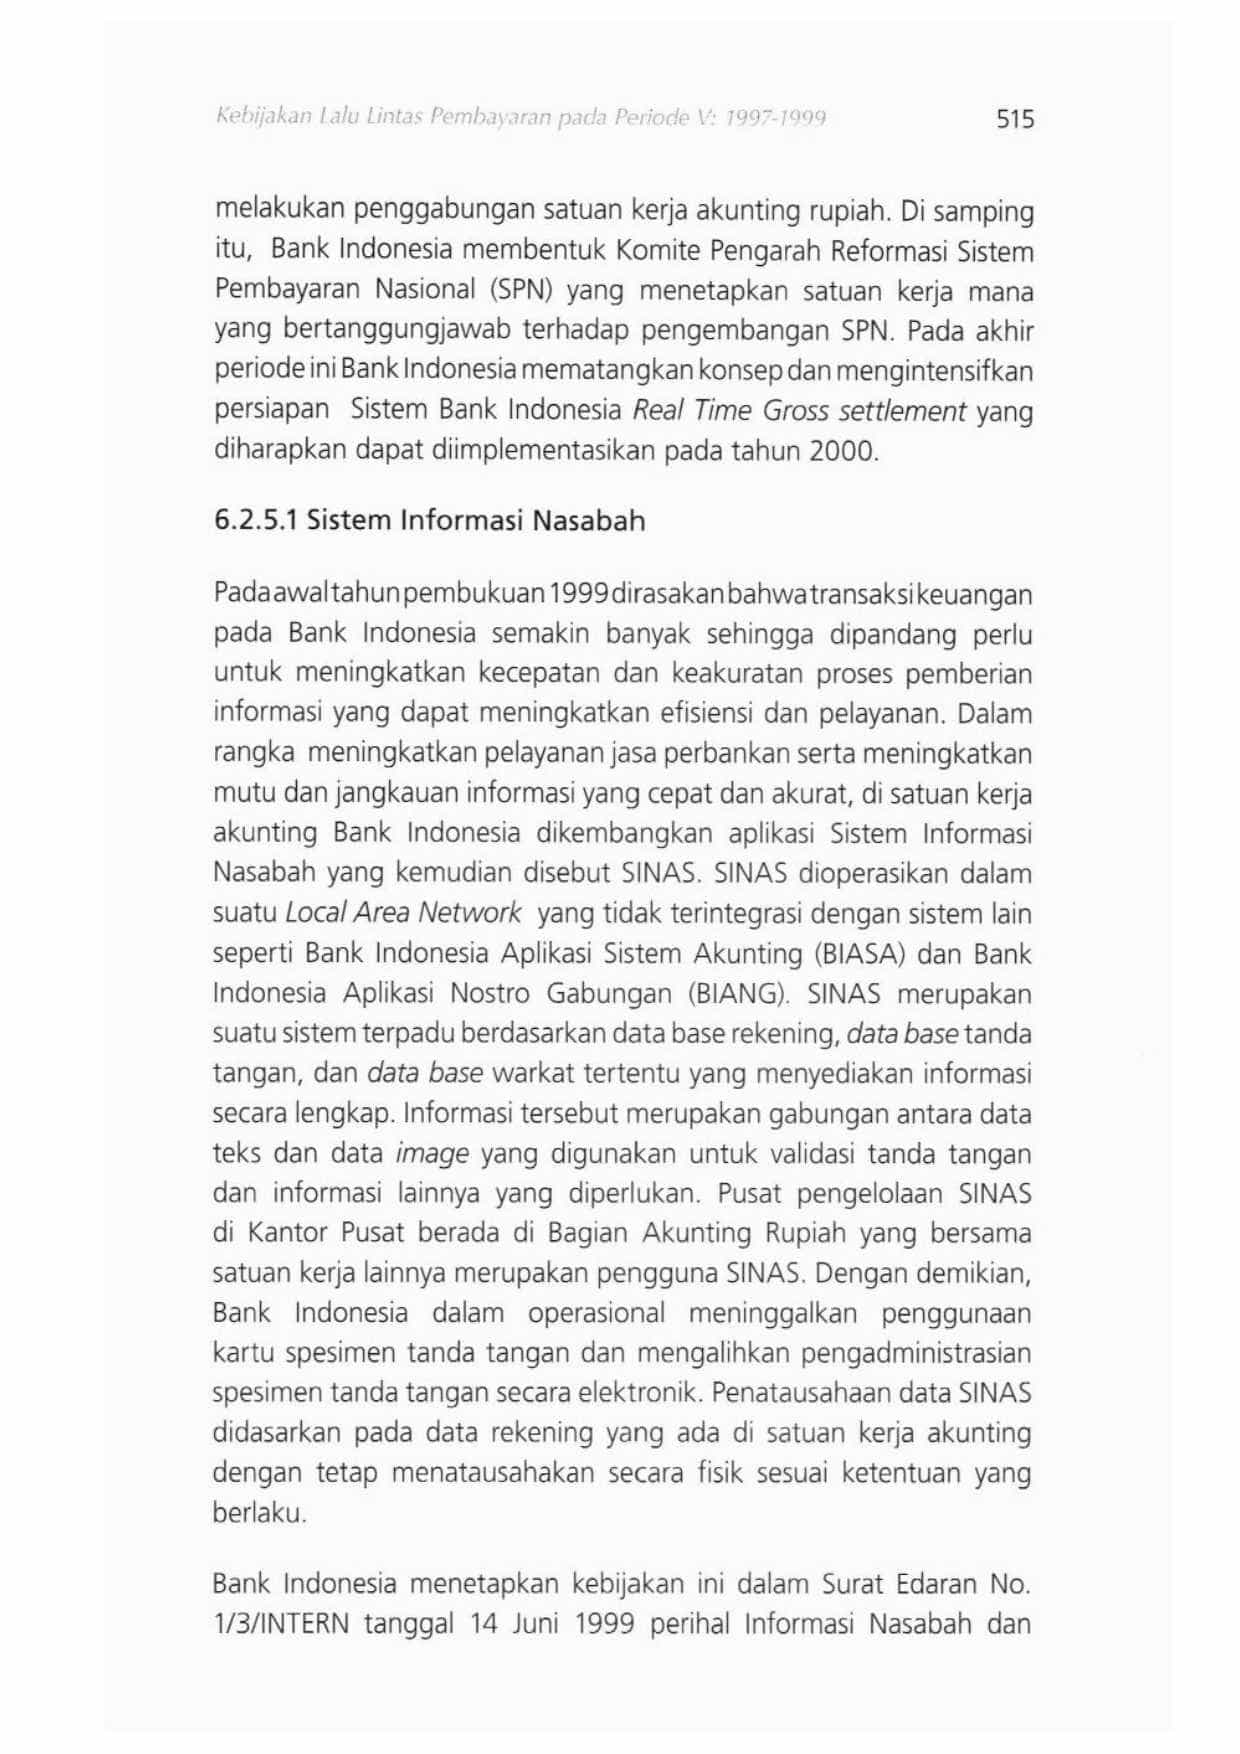 Kebijakan Lalu Lintas Pembayaran pada Periode V: 1997-1999 515
melakukan penggabungan satuan kerja akunting rupiah. Di samping
itu, Bank Indonesia membentuk Komite Pengarah Reformasi Sistem
Pembayaran Nasional (SPN) yang menetapkan satuan kerja mana
yang bertanggungjawab terhadap pengembangan SPN. Pada akhir
periode ini Bank Indonesia mematangkan konsep dan mengintensifkan
persiapan Sistem Bank Indonesia Real Time Gross settlement yang
diharapkan dapat diimplementasikan pada tahun 2000.
6.2.5.1 Sistem Informasi Nasabah
Pada awal tahun pembukuan 1999 dirasakan bahwa transaksi keuangan
pada Bank Indonesia semakin banyak sehingga dipandang perlu
untuk meningkatkan kecepatan dan keakuratan proses pemberian
informasi yang dapat meningkatkan efisiensi dan pelayanan. Dalam
rangka meningkatkan pelayanan jasa perbankan serta meningkatkan
mutu dan jangkauan informasi yang cepat dan akurat, di satuan kerja
akunting Bank Indonesia dikembangkan aplikasi Sistem Informasi
Nasabah yang kemudian disebut SINAS. SINAS dioperasikan dalam
suatu Local Area Network yang tidak terintegrasi dengan sistem lain
seperti Bank Indonesia Aplikasi Sistem Akunting (BIASA) dan Bank
Indonesia Aplikasi Nostro Gabungan (BIANG). SINAS merupakan
suatu sistem terpadu berdasarkan data base rekening, data base tanda
tangan, dan data base warkat tertentu yang menyediakan informasi
secara lengkap. Informasi tersebut merupakan gabungan antara data
teks dan data image yang digunakan untuk validasi tanda tangan
dan informasi lainnya yang diperlukan. Pusat pengelolaan SINAS
di Kantor Pusat berada di Bagian Akunting Rupiah yang bersama
satuan kerja lainnya merupakan pengguna SINAS. Dengan demikian,
Bank Indonesia dalam operasional meninggalkan penggunaan
kartu spesimen tanda tangan dan mengalihkan pengadministrasian
spesimen tanda tangan secara elektronik. Penatausahaan data SINAS
didasarkan pada data rekening yang ada di satuan kerja akunting
dengan tetap menatausahakan secara fisik sesuai ketentuan yang
berlaku.
Bank Indonesia menetapkan kebijakan ini dalam Surat Edaran No.
1/3/INTERN tanggal 14 Juni 1999 perihal Informasi Nasabah dan